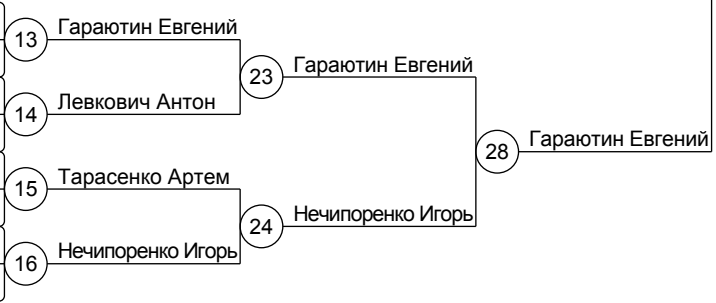 13 Гараютин Евгений
23 Гараютин Евгений
14 Левкович Антон
28 Гараютин Евгений
15 Тарасенко Артем
24 Нечипоренко Игорь
16 Нечипоренко Игорь